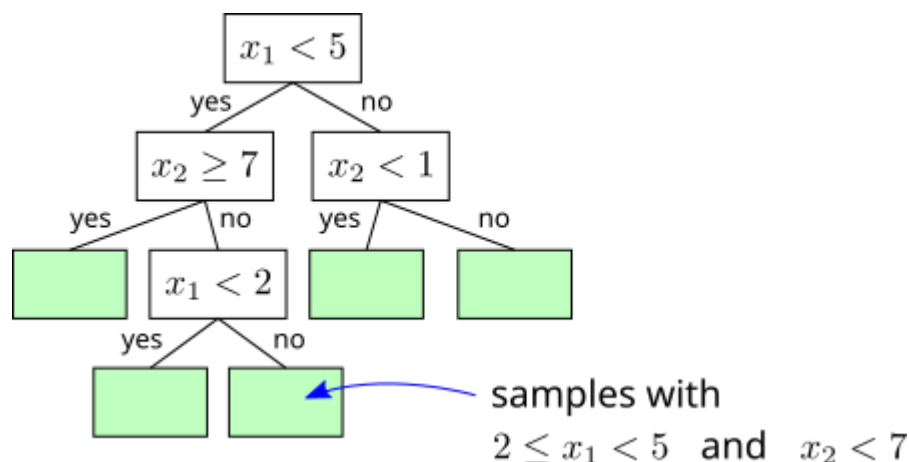 x₁ < 5
yes no
x₂ ≥ 7 x₂ < 1
yes no yes no
x₁ < 2
yes no
samples with
2 ≤ x₁ < 5 and x₂ < 7